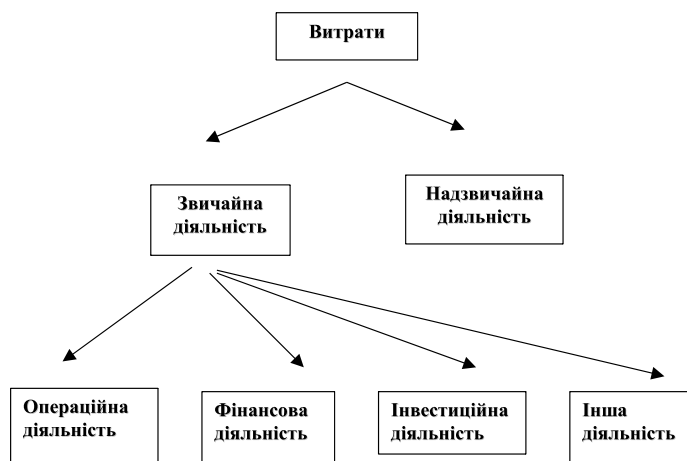 Витрати
Звичайна
діяльність
Надзвичайна
діяльність
Операційна
діяльність
Фінансова
діяльність
Інвестиційна
діяльність
Інша
діяльність